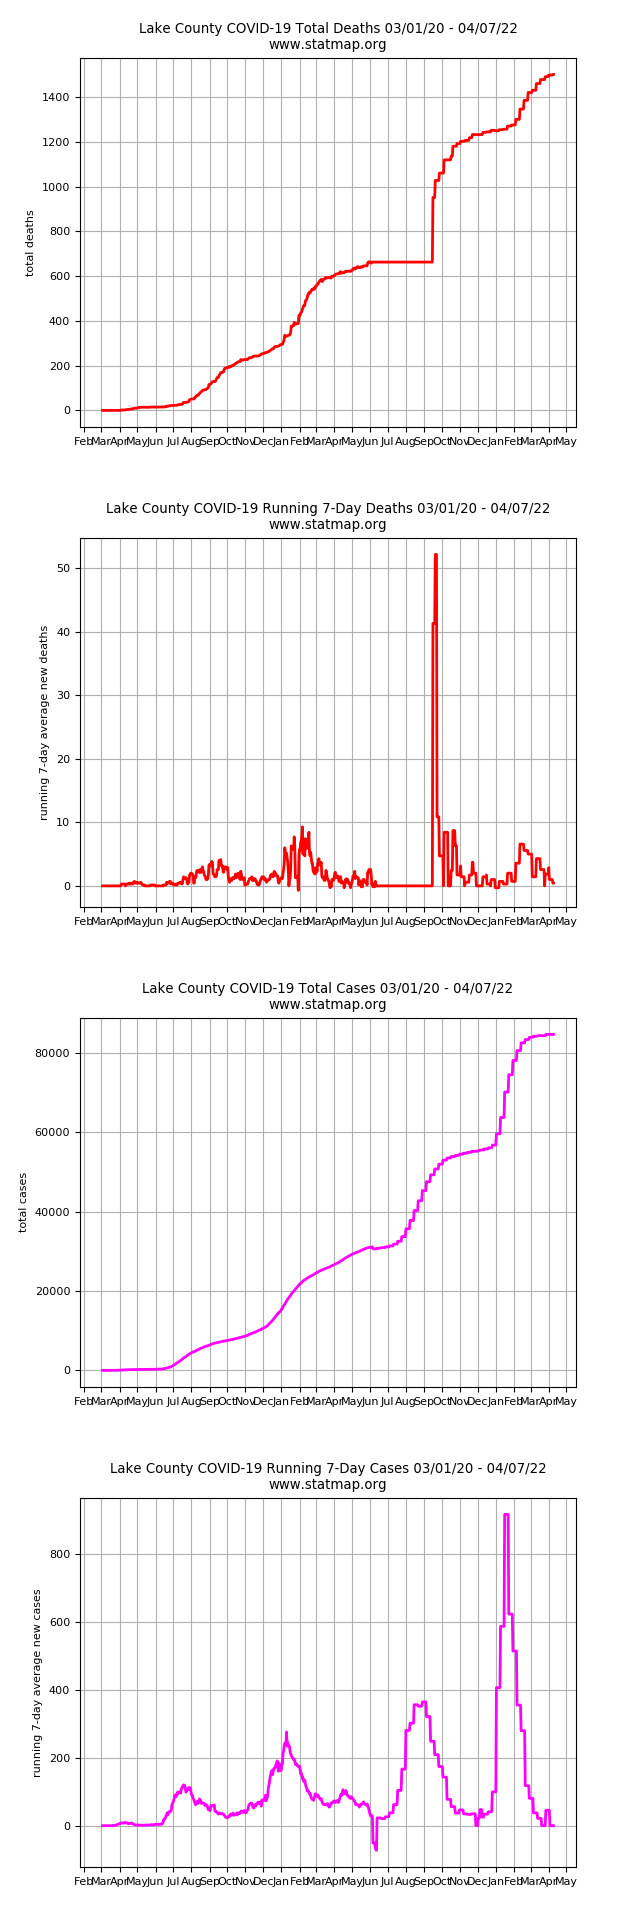 Lake County COVID-19 Total Deaths 03/01/20 - 04/07/22
www.statmap.org
1400
1200
1000
800
600
400
200
0
total deaths
Feb Mar Apr May Jun Jul Aug Sep Oct Nov Dec Jan Feb Mar Apr May Jun Jul Aug Sep Oct Nov Dec Jan Feb Mar Apr May
Lake County COVID-19 Running 7-Day Deaths 03/01/20 - 04/07/22
www.statmap.org
50
40
30
20
10
0
running 7-day average new deaths
Feb Mar Apr May Jun Jul Aug Sep Oct Nov Dec Jan Feb Mar Apr May Jun Jul Aug Sep Oct Nov Dec Jan Feb Mar Apr May
Lake County COVID-19 Total Cases 03/01/20 - 04/07/22
www.statmap.org
80000
60000
40000
20000
0
total cases
Feb Mar Apr May Jun Jul Aug Sep Oct Nov Dec Jan Feb Mar Apr May Jun Jul Aug Sep Oct Nov Dec Jan Feb Mar Apr May
Lake County COVID-19 Running 7-Day Cases 03/01/20 - 04/07/22
www.statmap.org
800
600
400
200
0
running 7-day average new cases
Feb Mar Apr May Jun Jul Aug Sep Oct Nov Dec Jan Feb Mar Apr May Jun Jul Aug Sep Oct Nov Dec Jan Feb Mar Apr May